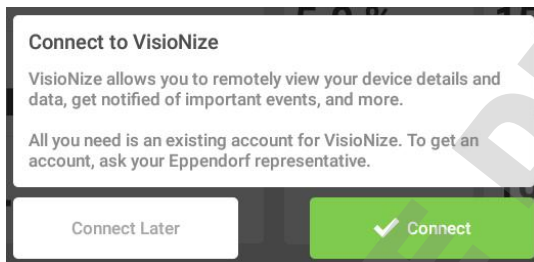 Connect to VisioNize
VisioNize allows you to remotely view your device details and
data, get notified of important events, and more.
All you need is an existing account for VisioNize. To get an
account, ask your Eppendorf representative.
Connect Later
Connect